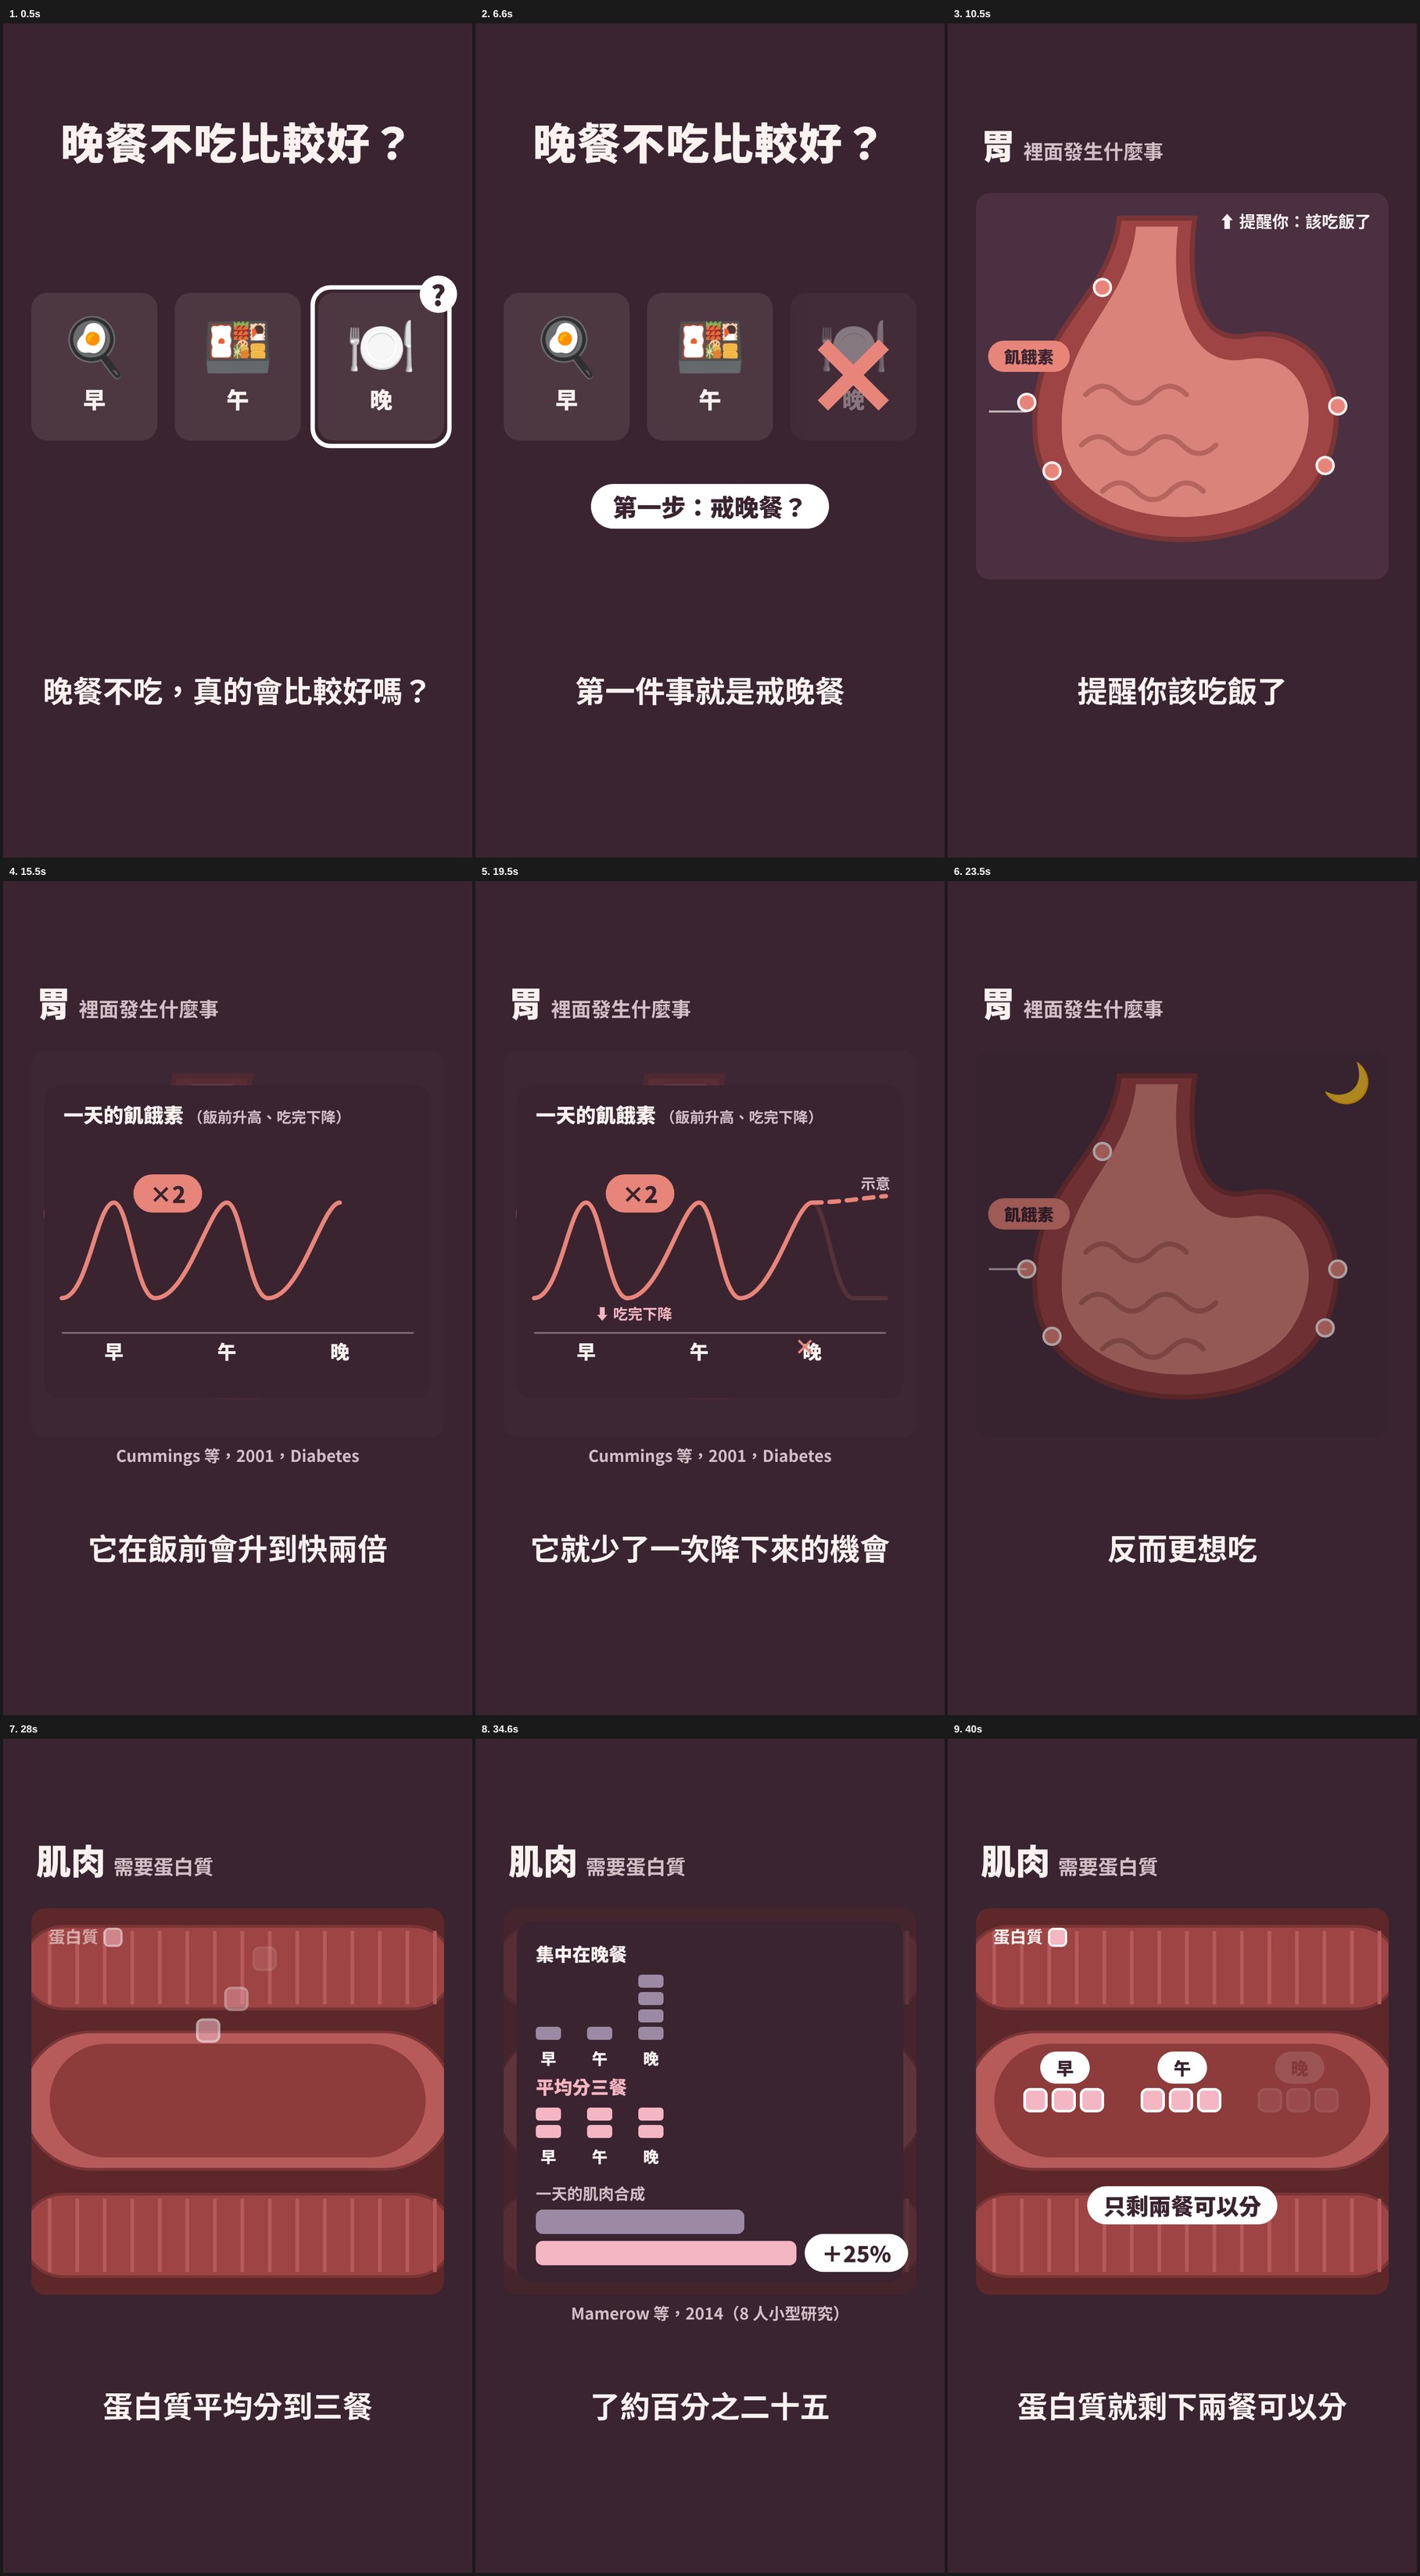 1. 0.5s
晚餐不吃比較好？
?
早
午
晚
晚餐不吃，真的會比較好嗎？
2. 6.6s
晚餐不吃比較好？
早
午
晚
第一步：戒晚餐？
第一件事就是戒晚餐
3. 10.5s
胃 裡面發生什麼事
⬆ 提醒你：該吃飯了
飢餓素
提醒你該吃飯了
4. 15.5s
胃 裡面發生什麼事
一天的飢餓素（飯前升高、吃完下降）
×2
早 午 晚
Cummings 等，2001，Diabetes
它在飯前會升到快兩倍
5. 19.5s
胃 裡面發生什麼事
一天的飢餓素（飯前升高、吃完下降）
示意
×2
⬇ 吃完下降
早 午 晚
Cummings 等，2001，Diabetes
它就少了一次降下來的機會
6. 23.5s
胃 裡面發生什麼事
飢餓素
反而更想吃
7. 28s
肌肉 需要蛋白質
蛋白質
蛋白質平均分到三餐
8. 34.6s
肌肉 需要蛋白質
集中在晚餐
早 午 晚
平均分三餐
早 午 晚
一天的肌肉合成
+25%
Mamerow 等，2014（8 人小型研究）
了約百分之二十五
9. 40s
肌肉 需要蛋白質
蛋白質
早 午 晚
只剩兩餐可以分
蛋白質就剩下兩餐可以分